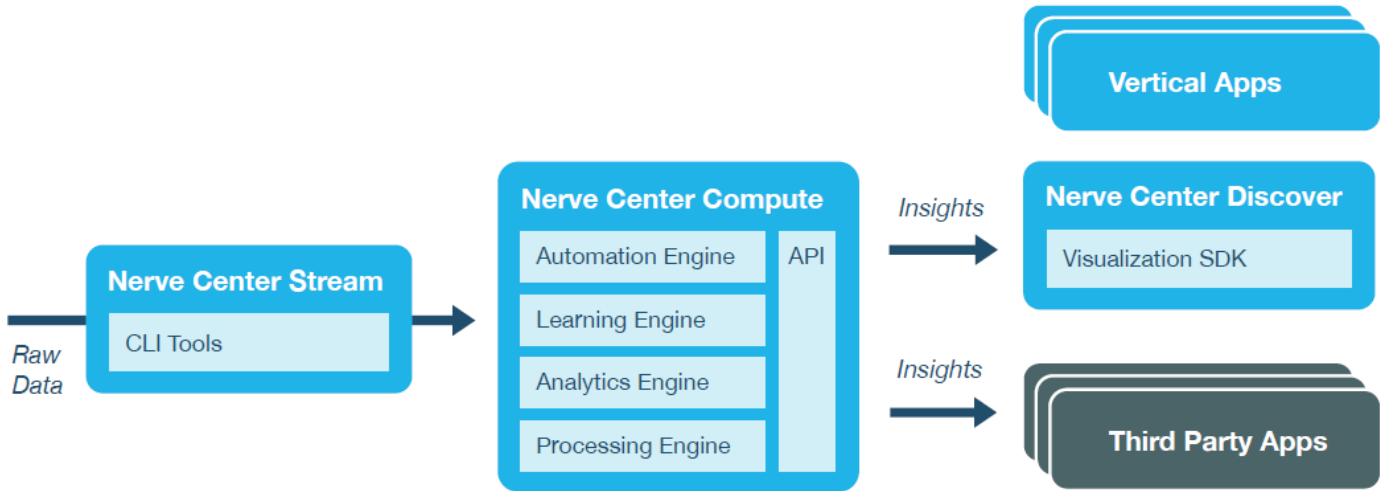 Raw
Data
Nerve Center Stream
CLI Tools
Nerve Center Compute
Automation Engine
Learning Engine
Analytics Engine
Processing Engine
API
Insights
Insights
Vertical Apps
Nerve Center Discover
Visualization SDK
Third Party Apps